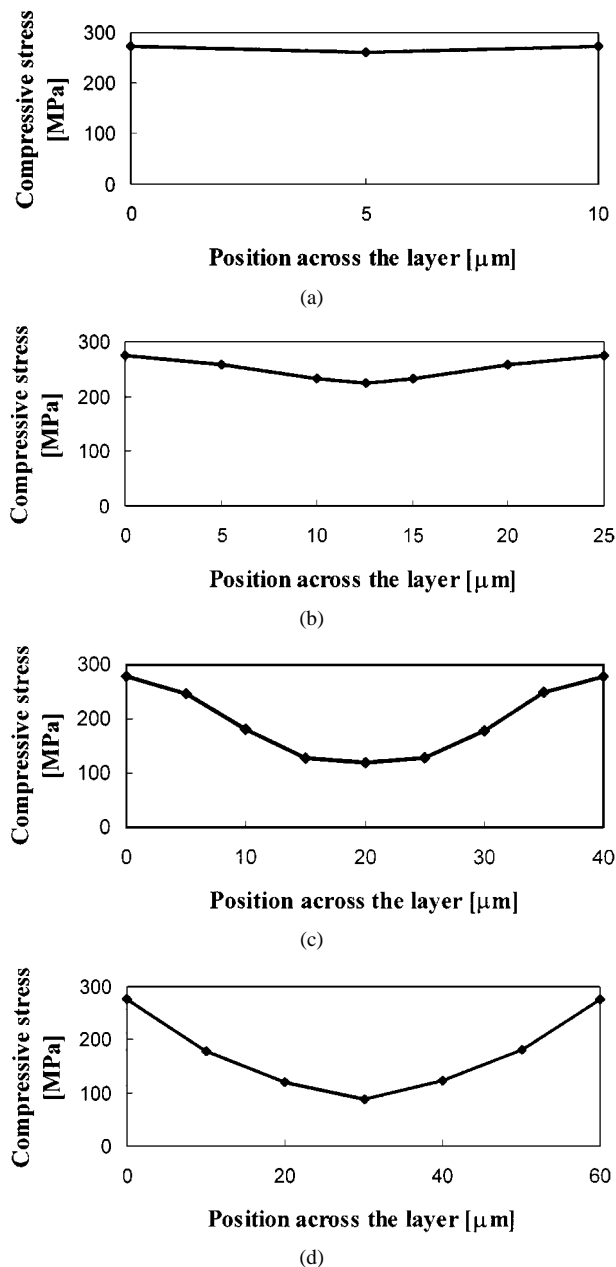 Compressive stress
[MPa]
300
200
100
0
0 5 10
Position across the layer [μm]
(a)
Compressive stress
[MPa]
300
200
100
0
0 5 10 15 20 25
Position across the layer [μm]
(b)
Compressive stress
[MPa]
300
200
100
0
0 10 20 30 40
Position across the layer [μm]
(c)
Compressive stress
[MPa]
300
200
100
0
0 20 40 60
Position across the layer [μm]
(d)